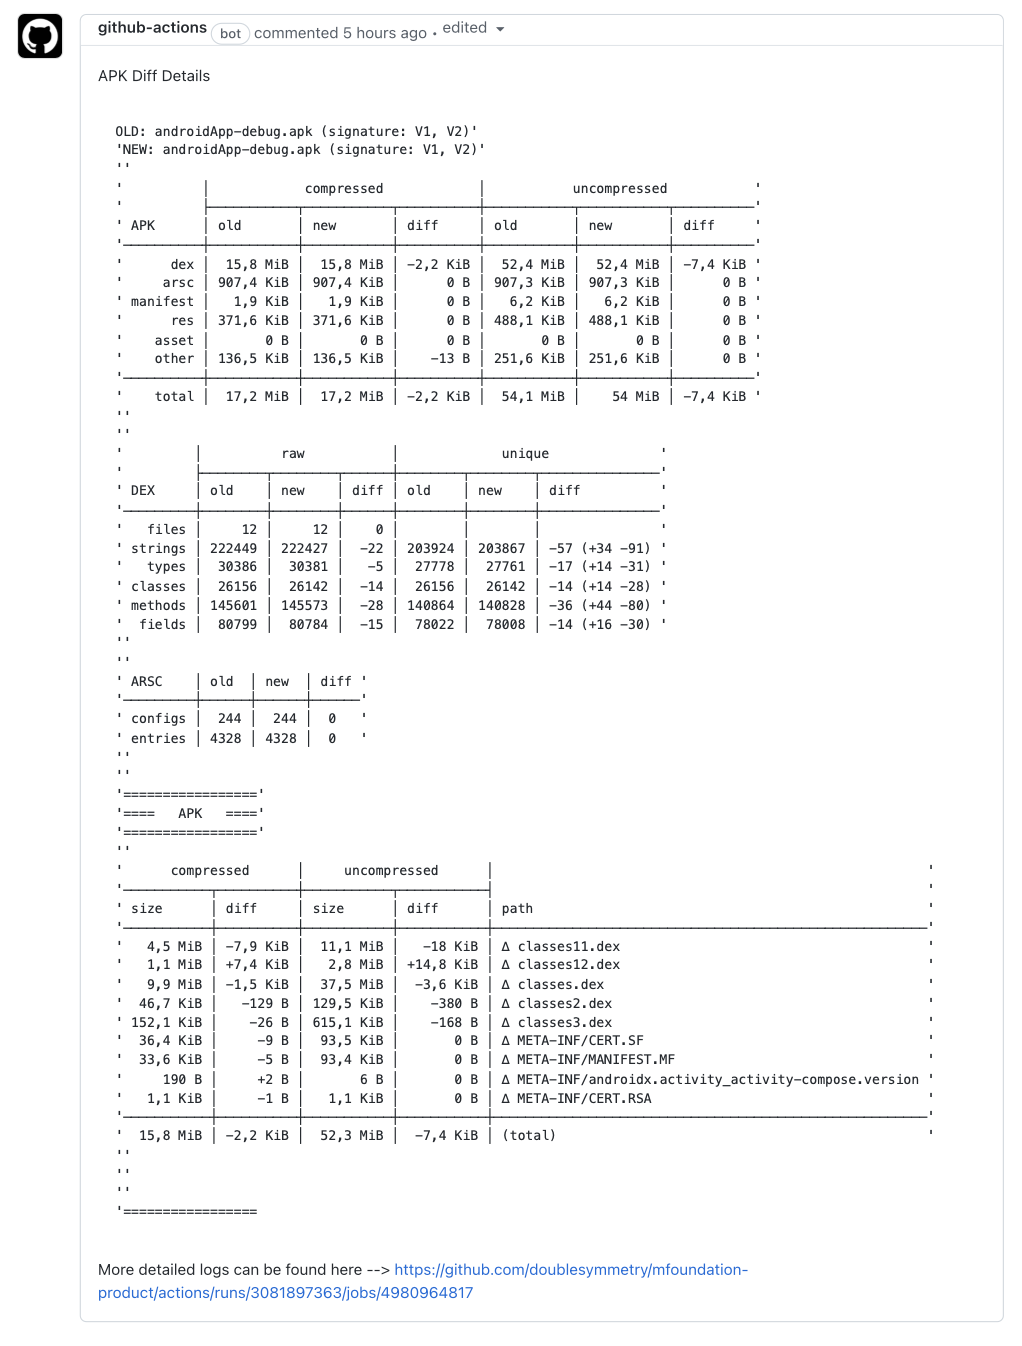 github-actions bot commented 5 hours ago • edited
APK Diff Details
OLD: androidApp-debug.apk (signature: V1, V2)'
'NEW: androidApp-debug.apk (signature: V1, V2)'
''
' │ compressed │ uncompressed '
' ├───────────┬───────────┬──────────┼───────────┬───────────┬──────────'
' APK │ old │ new │ diff │ old │ new │ diff '
'──────────┼───────────┼───────────┼──────────┼───────────┼───────────┼──────────'
' dex │ 15,8 MiB │ 15,8 MiB │ -2,2 KiB │ 52,4 MiB │ 52,4 MiB │ -7,4 KiB '
' arsc │ 907,4 KiB │ 907,4 KiB │ 0 B │ 907,3 KiB │ 907,3 KiB │ 0 B '
' manifest │ 1,9 KiB │ 1,9 KiB │ 0 B │ 6,2 KiB │ 6,2 KiB │ 0 B '
' res │ 371,6 KiB │ 371,6 KiB │ 0 B │ 488,1 KiB │ 488,1 KiB │ 0 B '
' asset │ 0 B │ 0 B │ 0 B │ 0 B │ 0 B │ 0 B '
' other │ 136,5 KiB │ 136,5 KiB │ -13 B │ 251,6 KiB │ 251,6 KiB │ 0 B '
'──────────┼───────────┼───────────┼──────────┼───────────┼───────────┼──────────'
' total │ 17,2 MiB │ 17,2 MiB │ -2,2 KiB │ 54,1 MiB │ 54 MiB │ -7,4 KiB '
''
''
' │ raw │ unique '
' ├────────┬────────┬──────┼────────┬────────┬───────────────'
' DEX │ old │ new │ diff │ old │ new │ diff '
'─────────┼────────┼────────┼──────┼────────┼────────┼───────────────'
' files │ 12 │ 12 │ 0 │ │ │ '
' strings │ 222449 │ 222427 │ -22 │ 203924 │ 203867 │ -57 (+34 -91) '
' types │ 30386 │ 30381 │ -5 │ 27778 │ 27761 │ -17 (+14 -31) '
' classes │ 26156 │ 26142 │ -14 │ 26156 │ 26142 │ -14 (+14 -28) '
' methods │ 145601 │ 145573 │ -28 │ 140864 │ 140828 │ -36 (+44 -80) '
' fields │ 80799 │ 80784 │ -15 │ 78022 │ 78008 │ -14 (+16 -30) '
''
''
' ARSC │ old │ new │ diff '
'─────────┼──────┼──────┼──────'
' configs │ 244 │ 244 │ 0 '
' entries │ 4328 │ 4328 │ 0 '
''
''
'================='
'==== APK ===='
'================='
''
' compressed │ uncompressed │ '
'───────────┬──────────┼───────────┬───────────┤ '
' size │ diff │ size │ diff │ path '
'───────────┼──────────┼───────────┼───────────┼────────────────────────────────────────────────'
' 4,5 MiB │ -7,9 KiB │ 11,1 MiB │ -18 KiB │ ∆ classes11.dex '
' 1,1 MiB │ +7,4 KiB │ 2,8 MiB │ +14,8 KiB │ ∆ classes12.dex '
' 9,9 MiB │ -1,5 KiB │ 37,5 MiB │ -3,6 KiB │ ∆ classes.dex '
' 46,7 KiB │ -129 B │ 129,5 KiB │ -380 B │ ∆ classes2.dex '
' 152,1 KiB │ -26 B │ 615,1 KiB │ -168 B │ ∆ classes3.dex '
' 36,4 KiB │ -9 B │ 93,5 KiB │ 0 B │ ∆ META-INF/CERT.SF '
' 33,6 KiB │ -5 B │ 93,4 KiB │ 0 B │ ∆ META-INF/MANIFEST.MF '
' 190 B │ +2 B │ 6 B │ 0 B │ ∆ META-INF/androidx.activity_activity-compose.version '
' 1,1 KiB │ -1 B │ 1,1 KiB │ 0 B │ ∆ META-INF/CERT.RSA '
'───────────┼──────────┼───────────┼───────────┼────────────────────────────────────────────────'
' 15,8 MiB │ -2,2 KiB │ 52,3 MiB │ -7,4 KiB │ (total) '
''
''
''
'=================
More detailed logs can be found here --> https://github.com/doublesymmetry/mfoundation-
product/actions/runs/3081897363/jobs/4980964817